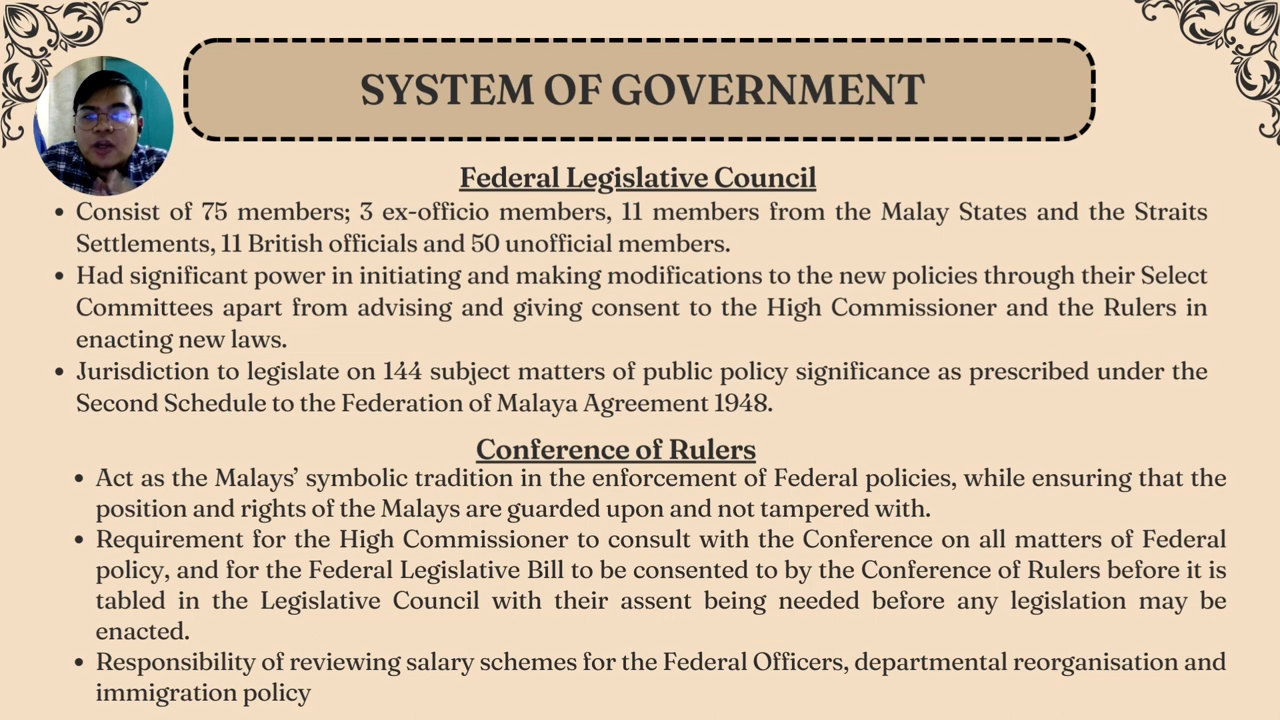 SYSTEM OF GOVERNMENT
Federal Legislative Council
• Consist of 75 members; 3 ex-officio members, 11 members from the Malay States and the Straits
Settlements, 11 British officials and 50 unofficial members.
• Had significant power in initiating and making modifications to the new policies through their Select
Committees apart from advising and giving consent to the High Commissioner and the Rulers in
enacting new laws.
• Jurisdiction to legislate on 144 subject matters of public policy significance as prescribed under the
Second Schedule to the Federation of Malaya Agreement 1948.
Conference of Rulers
• Act as the Malays’ symbolic tradition in the enforcement of Federal policies, while ensuring that the
position and rights of the Malays are guarded upon and not tampered with.
• Requirement for the High Commissioner to consult with the Conference on all matters of Federal
policy, and for the Federal Legislative Bill to be consented to by the Conference of Rulers before it is
tabled in the Legislative Council with their assent being needed before any legislation may be
enacted.
• Responsibility of reviewing salary schemes for the Federal Officers, departmental reorganisation and
immigration policy